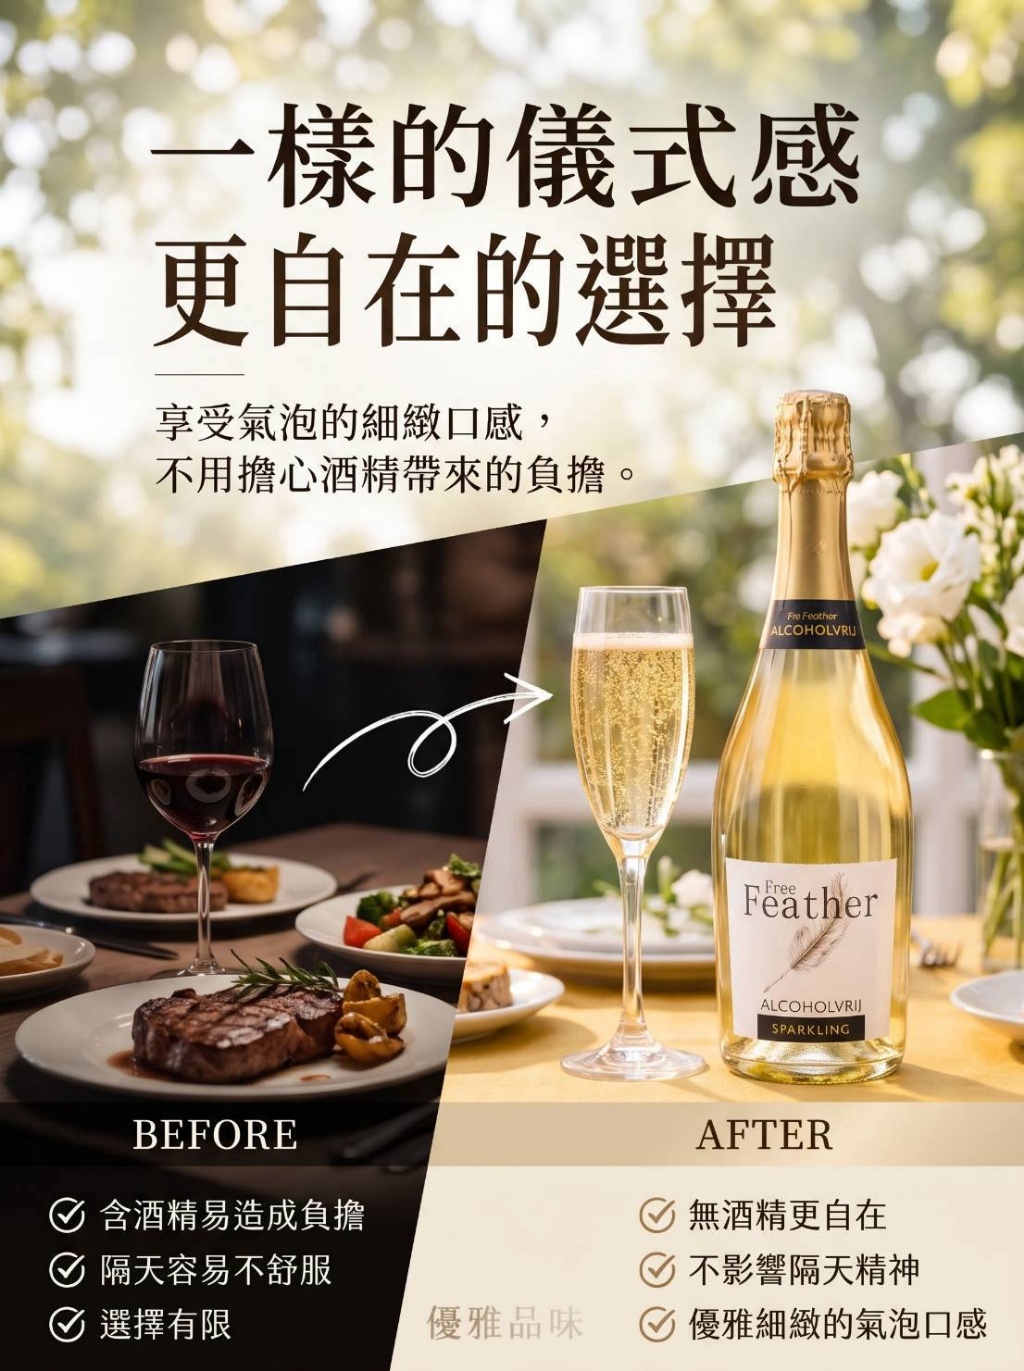 一樣的儀式感
更自在的選擇
享受氣泡的細緻口感，
不用擔心酒精帶來的負擔。
Fre Feother
ALCOHOLVRIJ
Free
Feather
ALCOHOLVRIJ
SPARKLING
BEFORE
含酒精易造成負擔
隔天容易不舒服
選擇有限
AFTER
無酒精更自在
不影響隔天精神
優雅細緻的氣泡口感
優雅品味